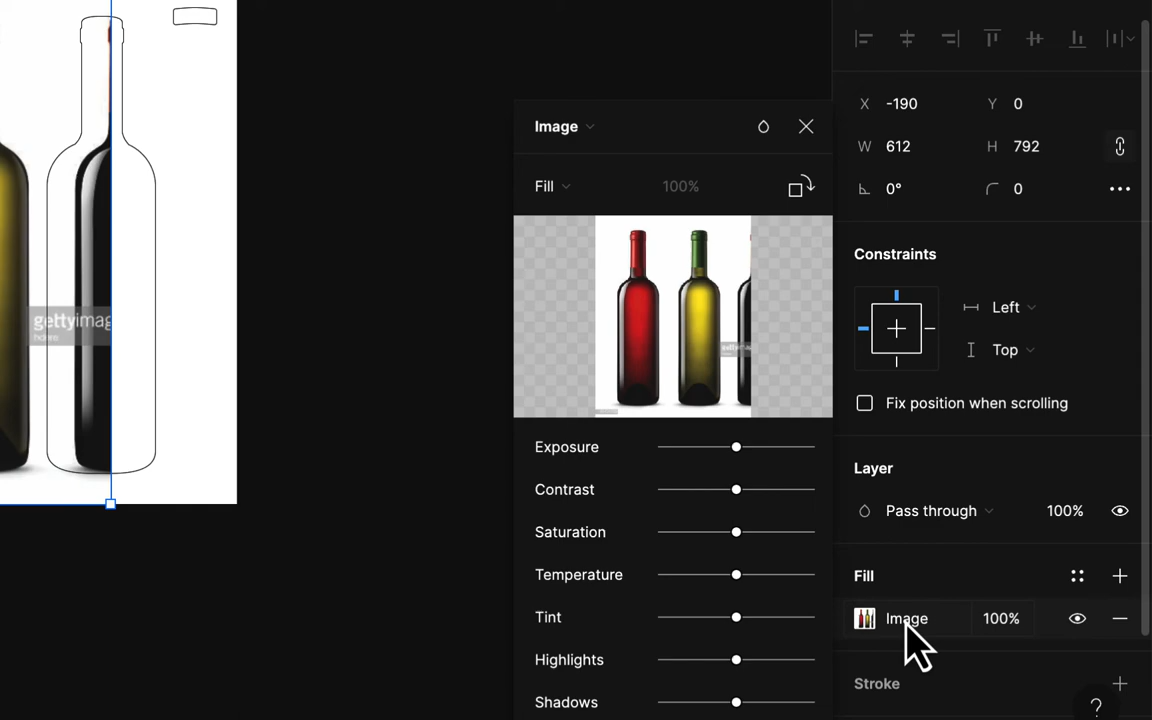 X -190 Y 0
Image
W 612 H 792
Fill 100%
0° 0
Constraints
Left
gettyimag
Top
Fix position when scrolling
Exposure
Layer
Contrast
Pass through 100%
Saturation
Temperature
Fill
Tint
Image 100%
Highlights
Stroke
Shadows
?